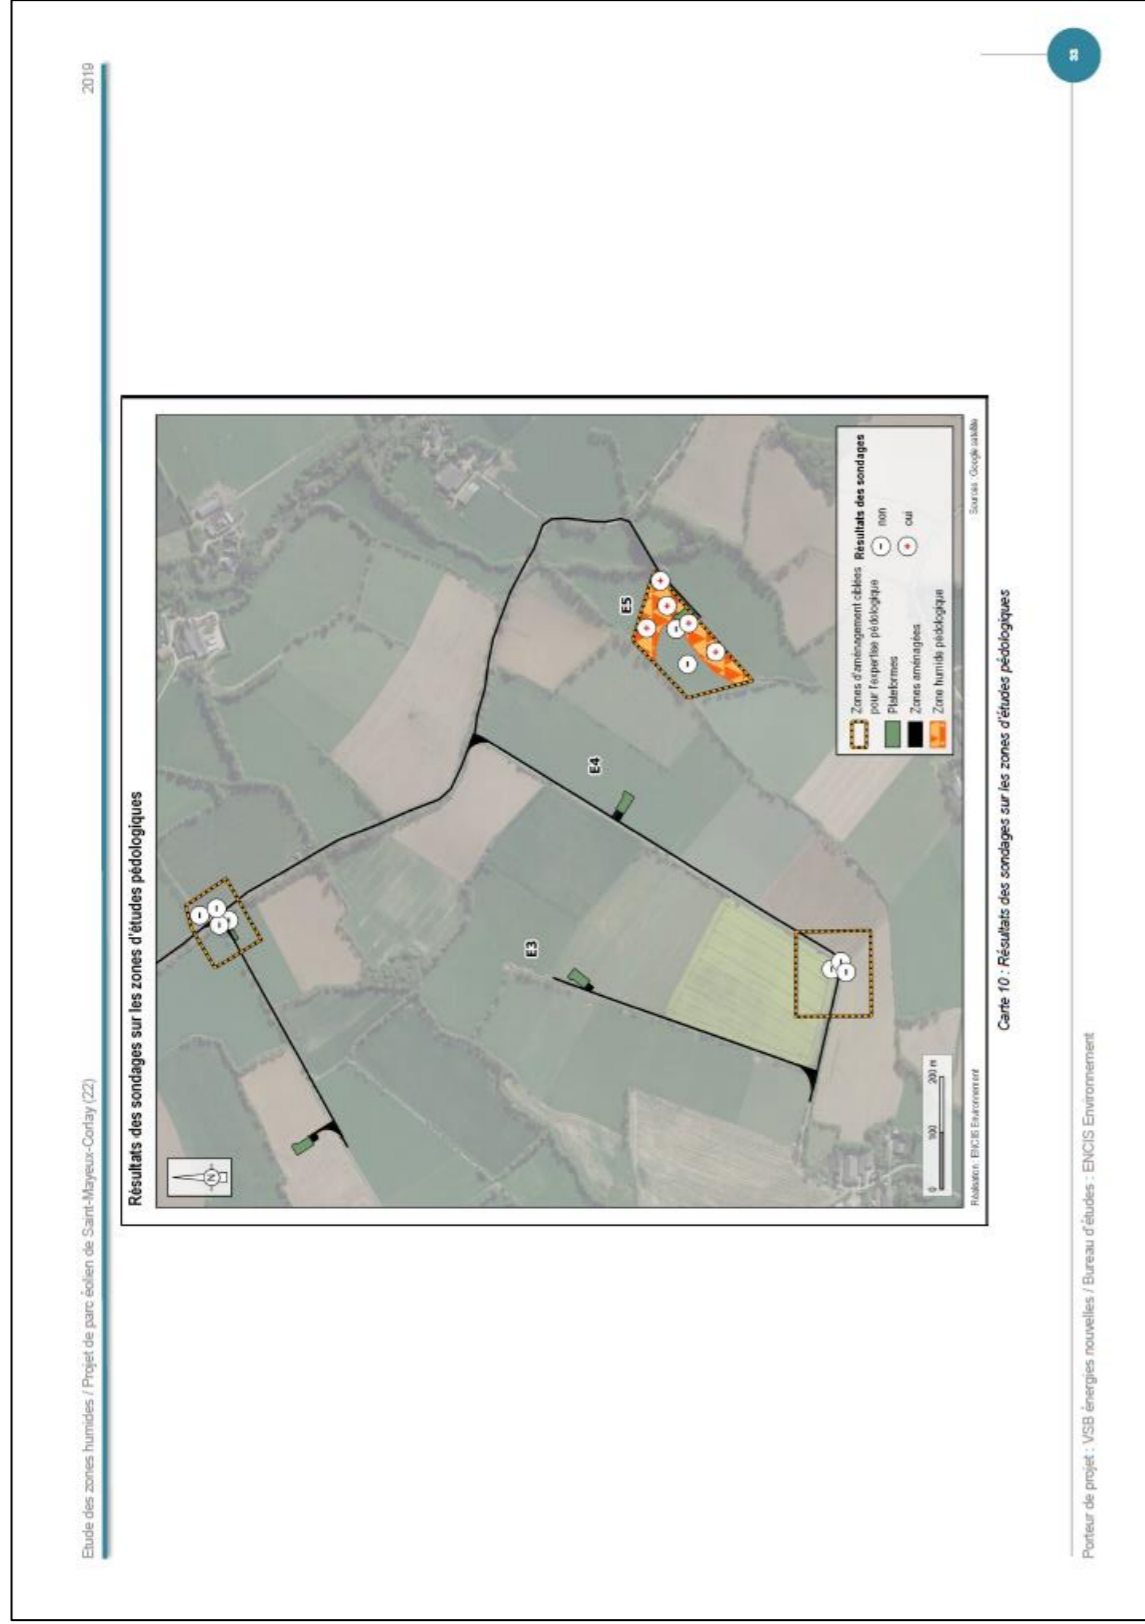 Etude des zones humides / Projet de parc éolien de Saint-Mayeux-Corlay (22)
2019
Résultats des sondages sur les zones d'études pédologiques
N
E3
E4
E5
Zones d'aménagement ciblées
pour l'expertise pédologique
Plateformes
Zones aménagées
Zone humide pédologique
Résultats des sondages
non
oui
0 100 200 m
Réalisation : ENCIS Environnement
Sources : Google satellite
Carte 10 : Résultats des sondages sur les zones d'études pédologiques
Porteur de projet : VSB énergies nouvelles / Bureau d'études : ENCIS Environnement
33